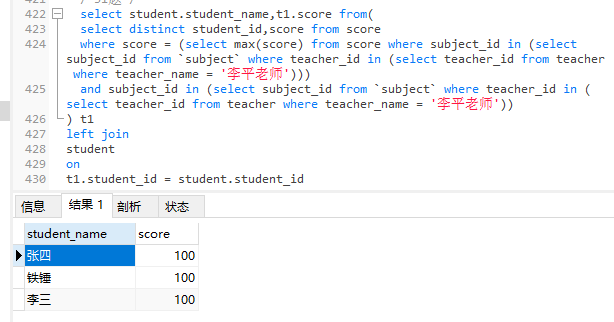 422 select student.student_name,t1.score from(
423 select distinct student_id,score from score
424 where score = (select max(score) from score where subject_id in (select
subject_id from `subject` where teacher_id in (select teacher_id from teacher
where teacher_name = '李平老师')))
425 and subject_id in (select subject_id from `subject` where teacher_id in (
select teacher_id from teacher where teacher_name = '李平老师'))
426 ) t1
427 left join
428 student
429 on
430 t1.student_id = student.student_id
信息 结果 1 剖析 状态
student_name score
张四 100
铁锤 100
李三 100